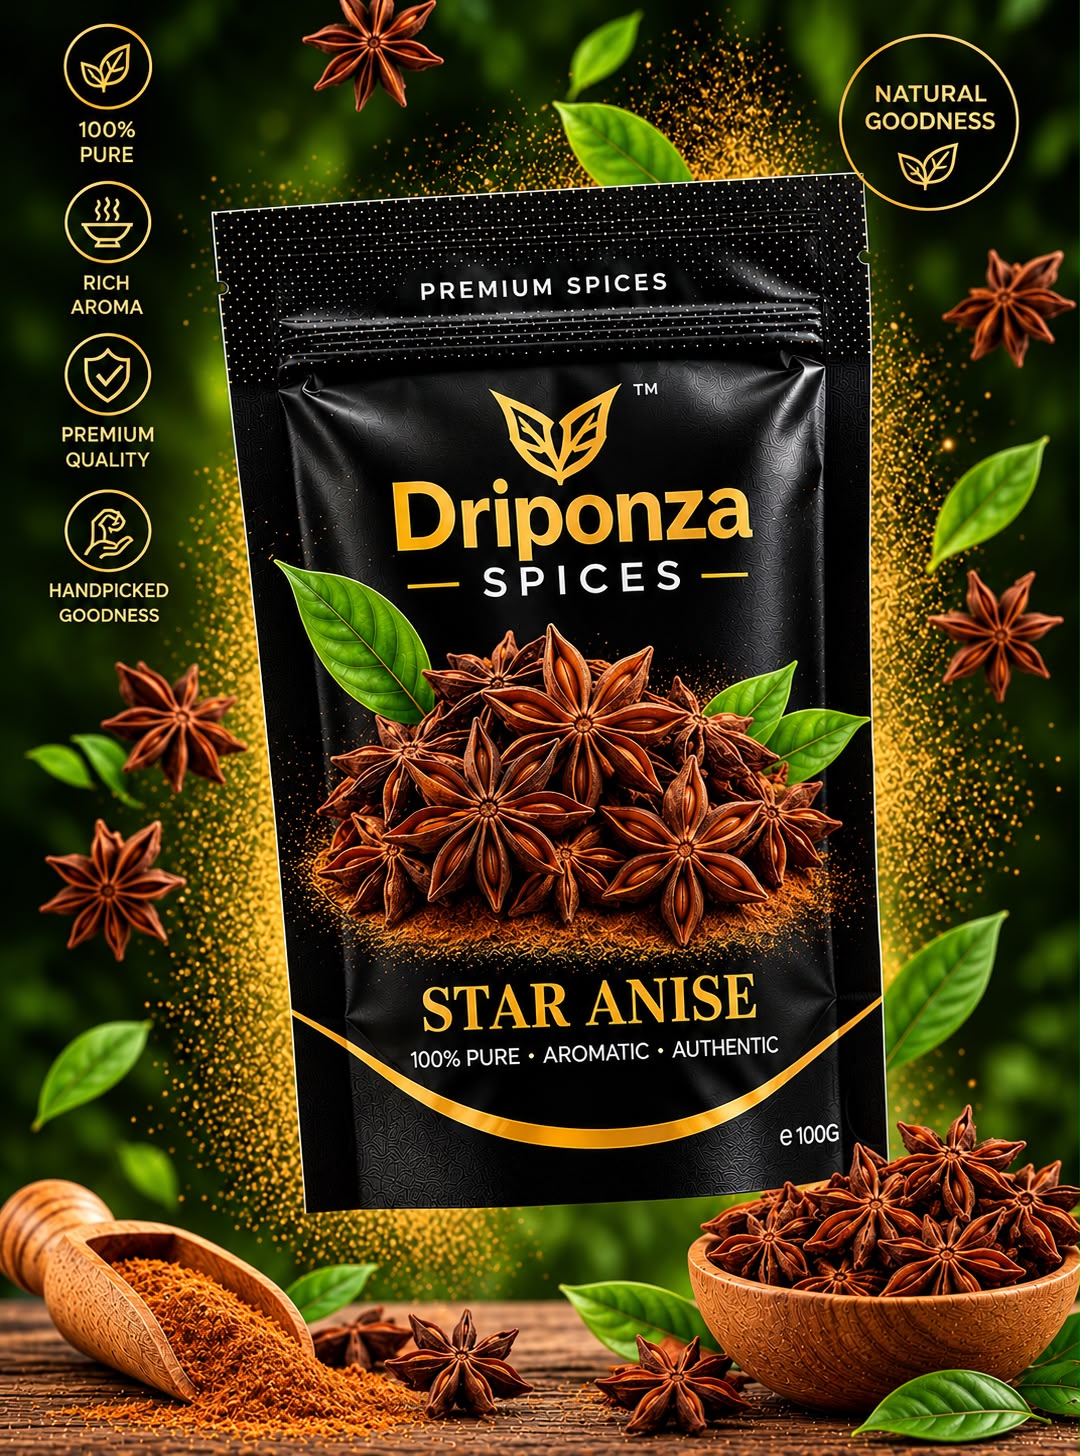 100%
PURE
RICH
AROMA
PREMIUM
QUALITY
HANDPICKED
GOODNESS
NATURAL
GOODNESS
PREMIUM SPICES
TM
Driponza
SPICES
STAR ANISE
100% PURE • AROMATIC • AUTHENTIC
e 100G